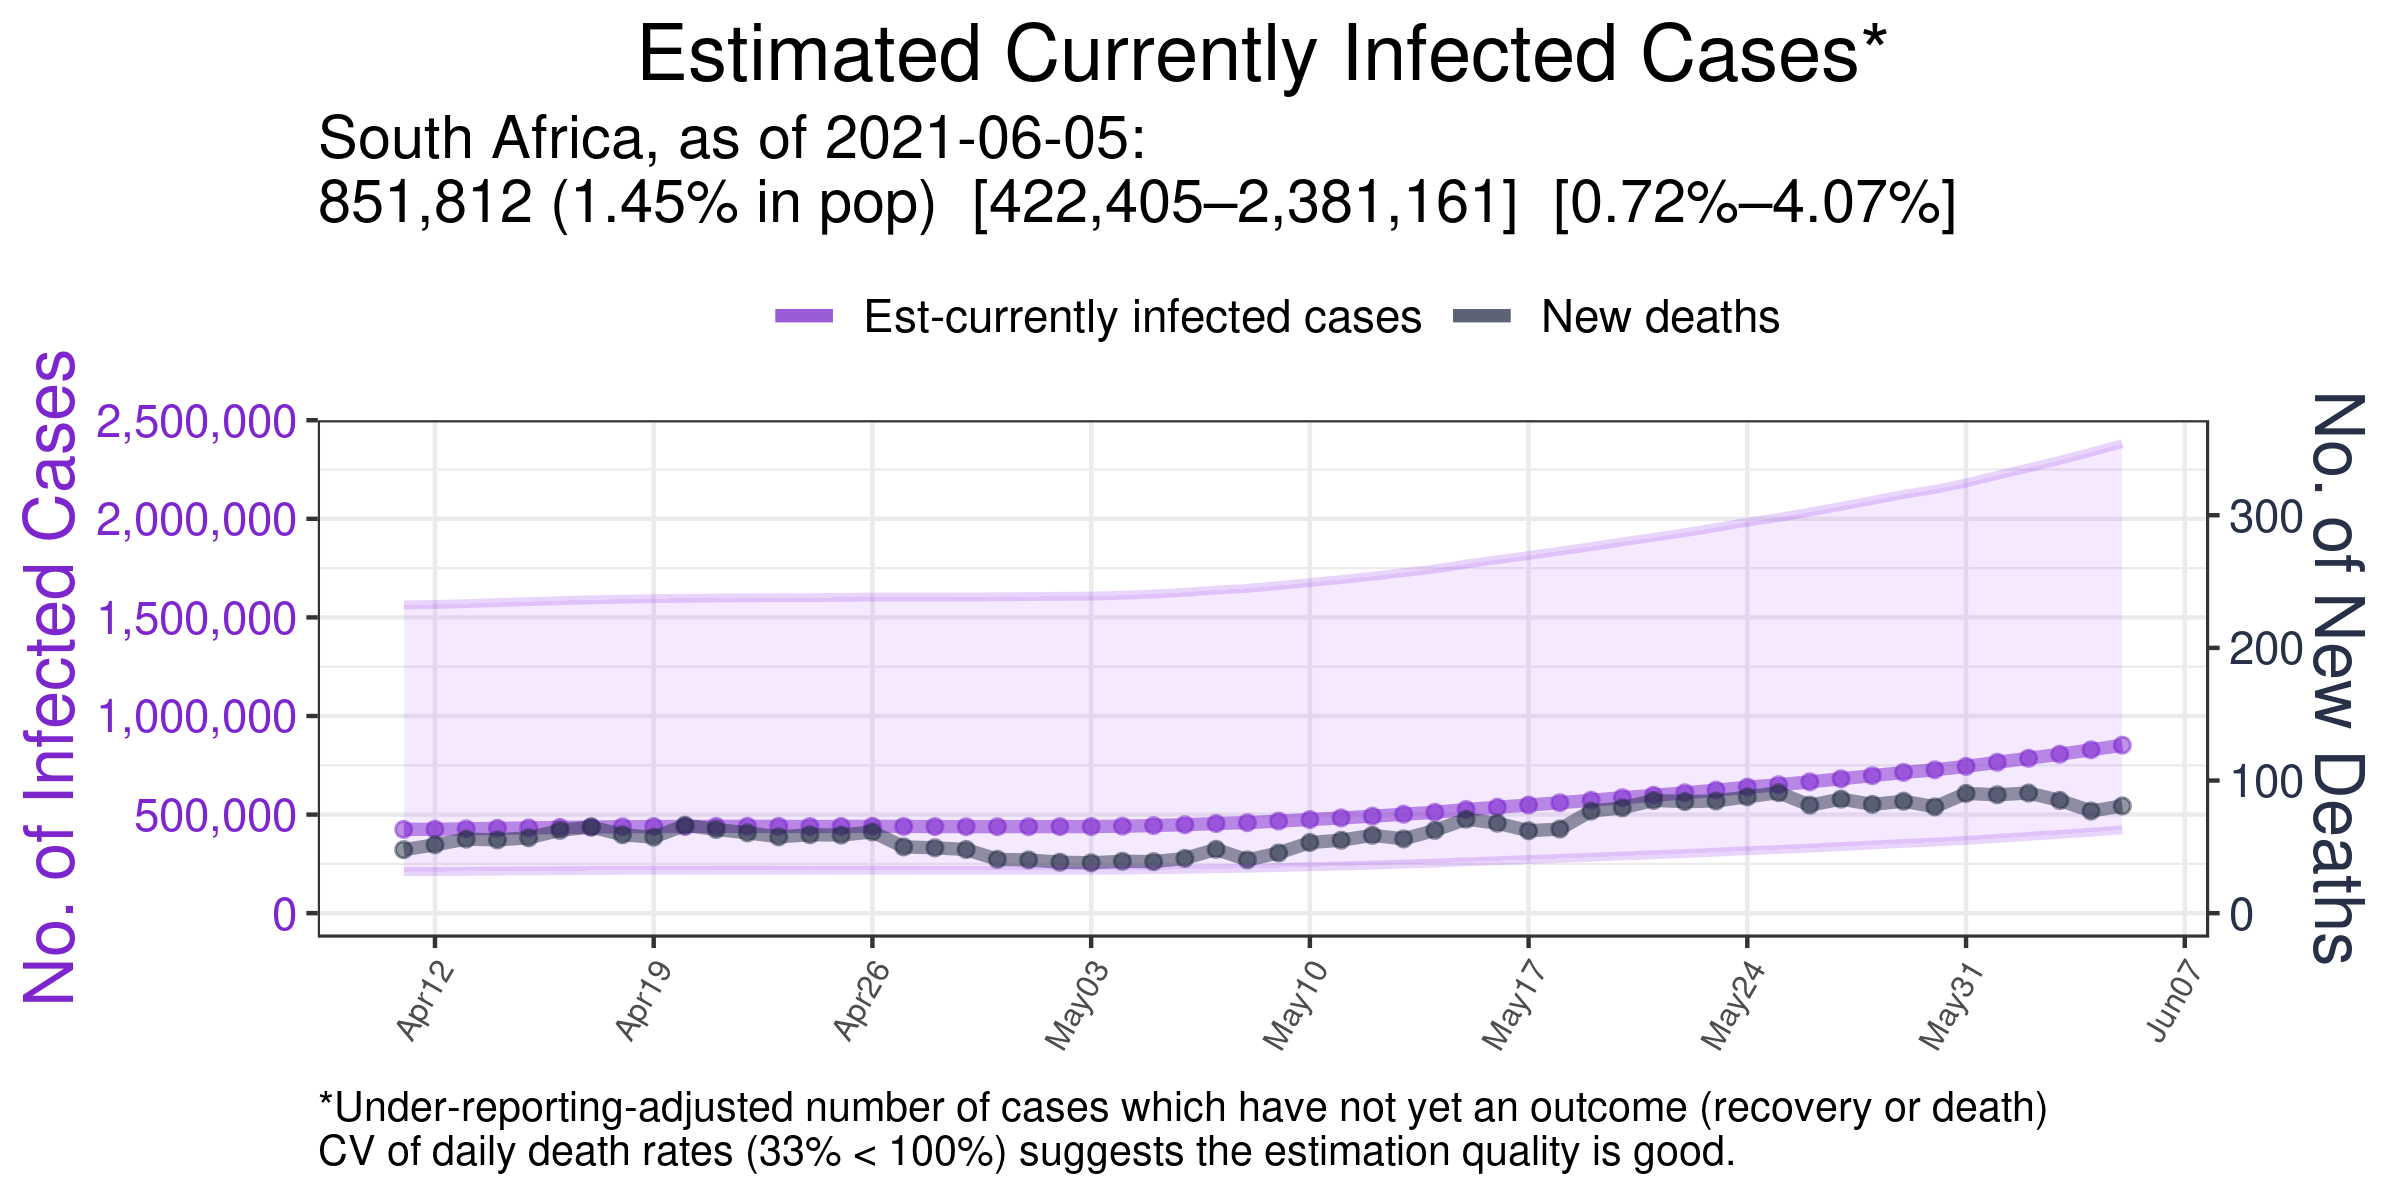 Estimated Currently Infected Cases*
South Africa, as of 2021-06-05:
851,812 (1.45% in pop)  [422,405–2,381,161]  [0.72%–4.07%]
Est-currently infected cases
New deaths
No. of Infected Cases
2,500,000
2,000,000
1,500,000
1,000,000
500,000
0
300
200
100
0
No. of New Deaths
Apr12
Apr19
Apr26
May03
May10
May17
May24
May31
Jun07
*Under-reporting-adjusted number of cases which have not yet an outcome (recovery or death)
CV of daily death rates (33% < 100%) suggests the estimation quality is good.